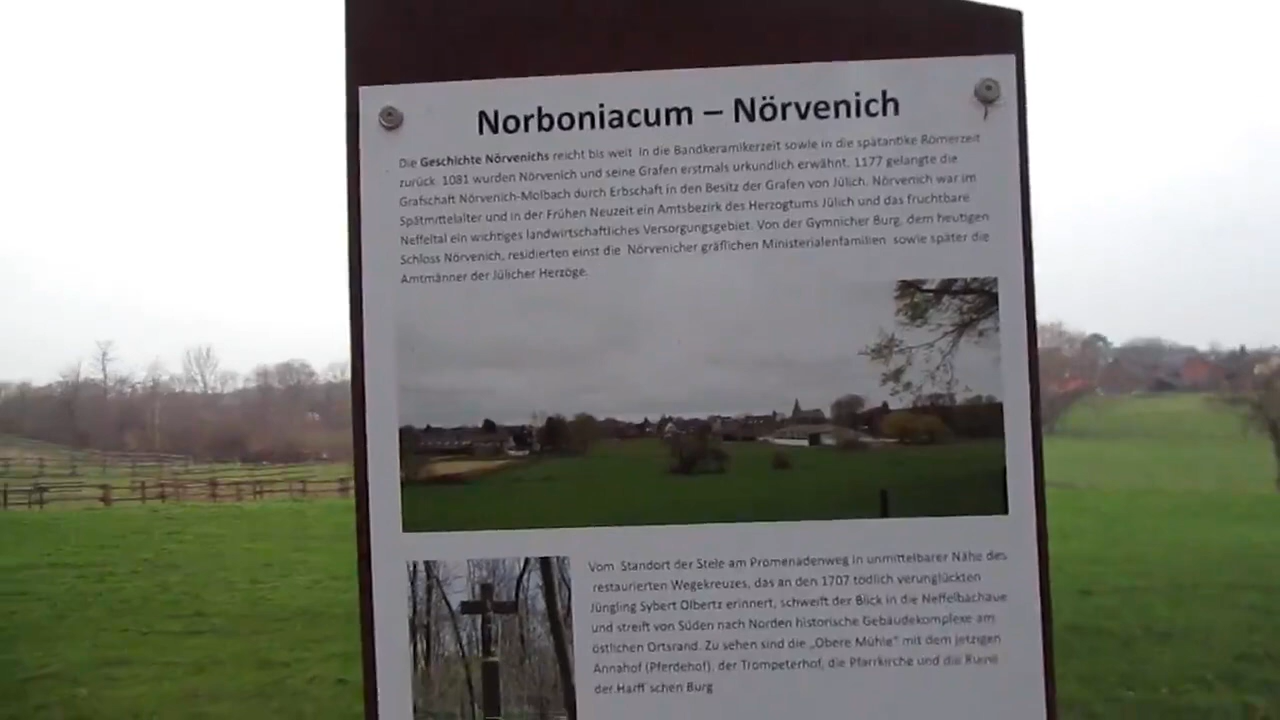 Norboniacum – Nörvenich
Die Geschichte Nörvenichs reicht bis weit in die Bandkeramikerzeit sowie in die spätantike Römerzeit
zurück. 1081 wurden Nörvenich und seine Grafen erstmals urkundlich erwähnt. 1177 gelangte die
Grafschaft Nörvenich-Molbach durch Erbschaft in den Besitz der Grafen von Jülich. Nörvenich war im
Spätmittelalter und in der Frühen Neuzeit ein Amtsbezirk des Herzogtums Jülich und das fruchtbare
Neffeltal ein wichtiges landwirtschaftliches Versorgungsgebiet. Von der Gymnicher Burg, dem heutigen
Schloss Nörvenich, residierten einst die Nörvenicher gräflichen Ministerialenfamilien sowie später die
Amtmänner der Jülicher Herzöge.
Vom Standort der Stele am Promenadenweg in unmittelbarer Nähe des
restaurierten Wegekreuzes, das an den 1707 tödlich verunglückten
Jüngling Sybert Olbertz erinnert, schweift der Blick in die Neffelbachaue
und streift von Süden nach Norden historische Gebäudekomplexe am
östlichen Ortsrand. Zu sehen sind die „Obere Mühle" mit dem jetzigen
Annahof (Pferdehof), der Trompeterhof, die Pfarrkirche und die Ruine
der Harff´schen Burg